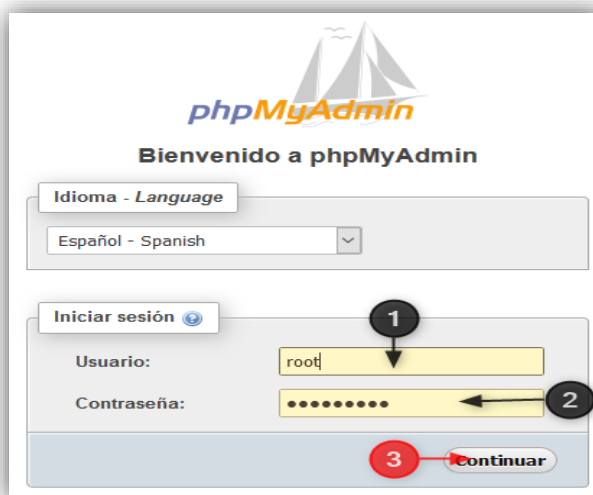 phpMyAdmin
Bienvenido a phpMyAdmin
Idioma - Language
Español - Spanish
Iniciar sesión
1
Usuario:
root
Contraseña:
•••••••••
2
3
Continuar